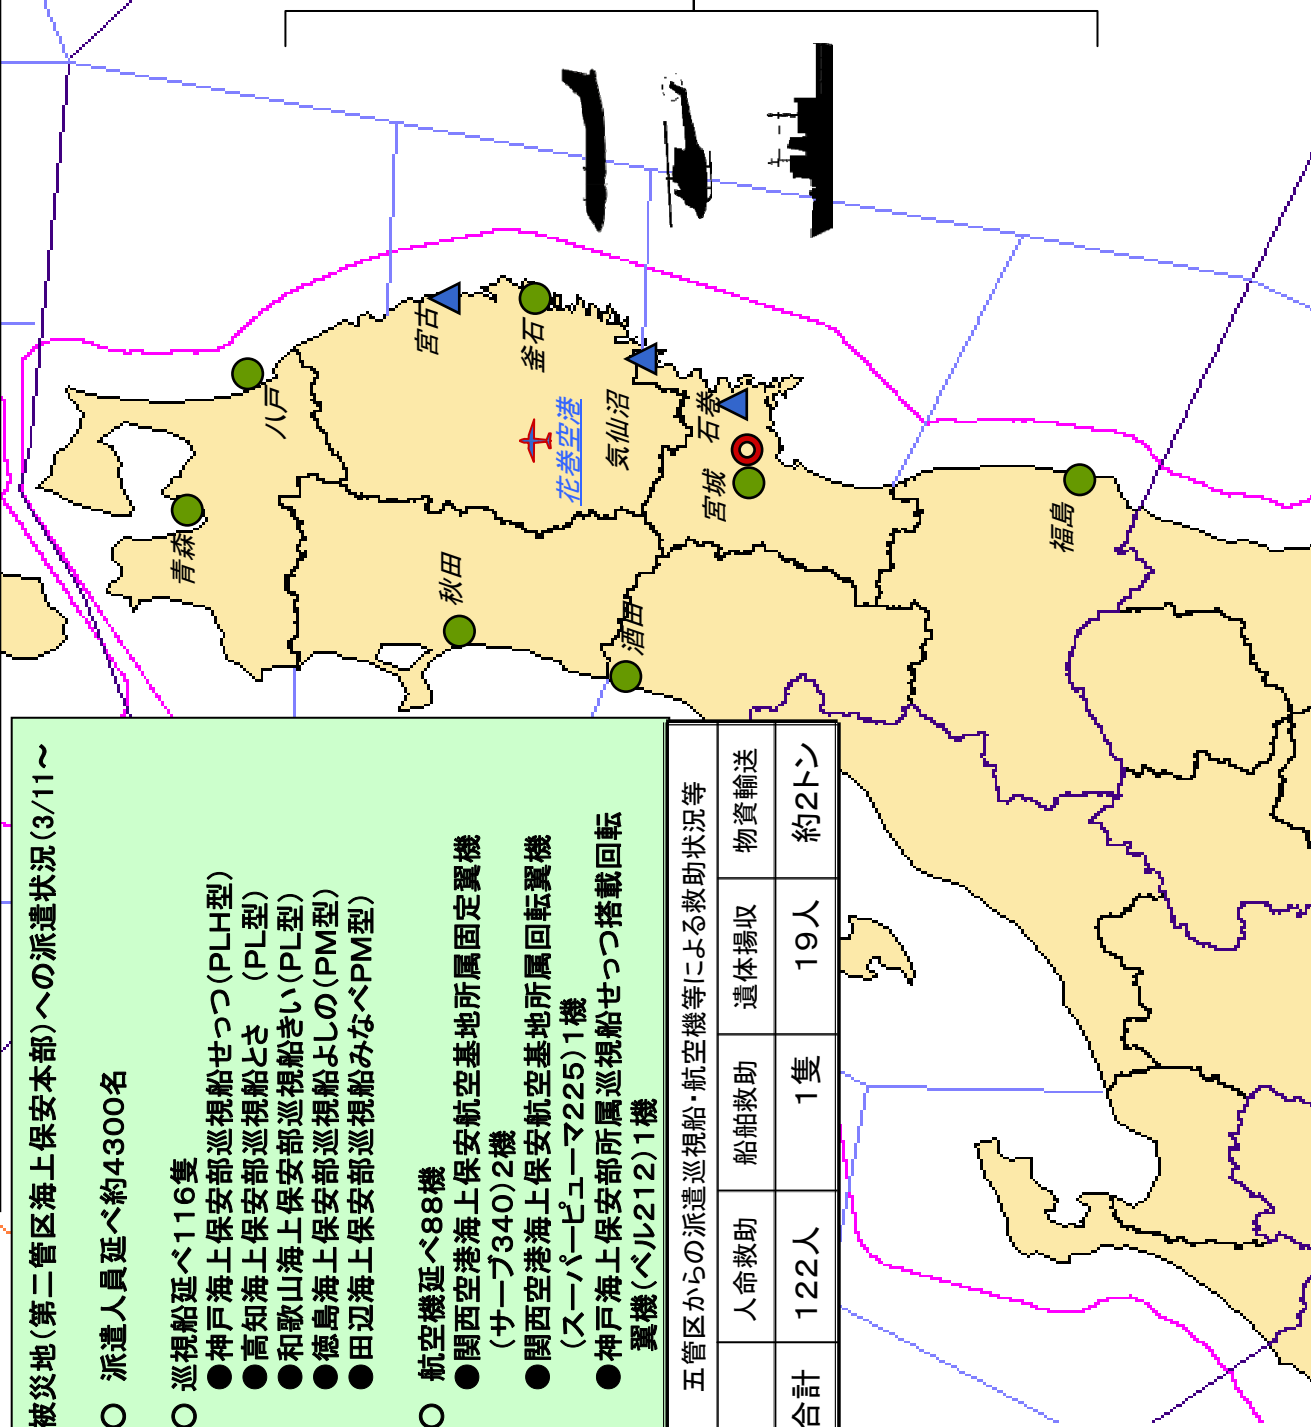 被災地(第二管区海上保安本部)への派遣状況(3/11〜
○ 派遣人員延べ約4300名
○ 巡視船延べ116隻
●神戸海上保安部巡視船せっつ(PLH型)
●高知海上保安部巡視船とさ (PL型)
●和歌山海上保安部巡視船きい(PL型)
●徳島海上保安部巡視船よしの(PM型)
●田辺海上保安部巡視船みなべPM型)
○ 航空機延べ88機
●関西空港海上保安航空基地所属固定翼機
(サーブ340)2機
●関西空港海上保安航空基地所属回転翼機
(スーパーピューマ225)1機
●神戸海上保安部所属巡視船せっつ搭載回転
翼機(ベル212)1機
五管区からの派遣巡視船・航空機等による救助状況等
人命救助 船舶救助 遺体揚収 物資輸送
合計 122人 1隻 19人 約2トン
青森
八戸
秋田
宮古
釜石
花巻空港
気仙沼
酒田
石巻
宮城
福島